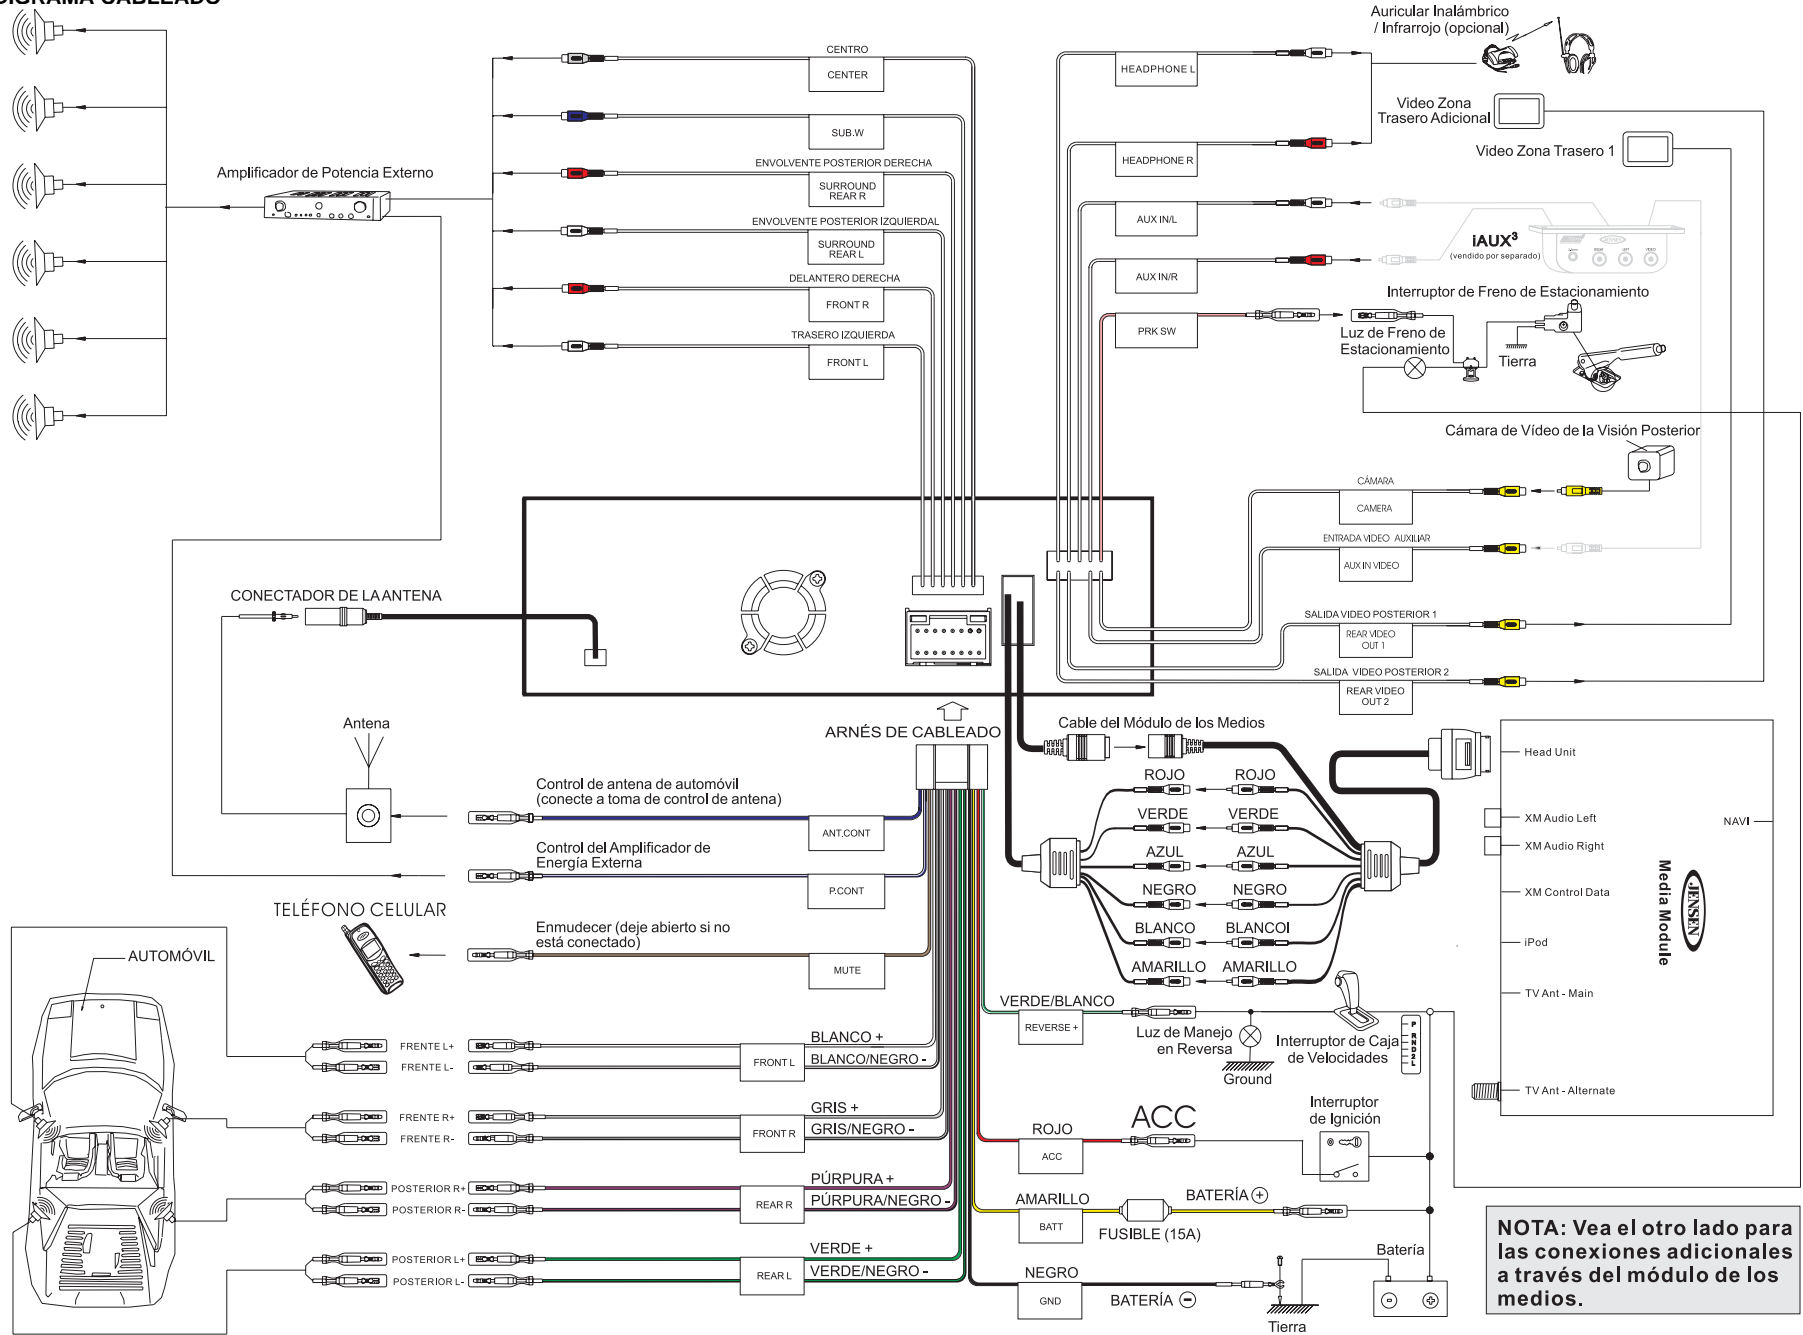 DIGRAMA CABLEADO
CENTRO
CENTER
SUB.W
ENVOLVENTE POSTERIOR DERECHA
SURROUND
REAR R
ENVOLVENTE POSTERIOR IZQUIERDAL
SURROUND
REAR L
DELANTERO DERECHA
FRONT R
TRASERO IZQUIERDA
FRONT L
Amplificador de Potencia Externo
HEADPHONE L
HEADPHONE R
AUX IN/L
AUX IN/R
PRK SW
Auricular Inalámbrico
/ Infrarrojo (opcional)
Video Zona
Trasero Adicional
Video Zona Trasero 1
iAUX³
(vendido por separado)
RIGHT
LEFT
VIDEO
Interruptor de Freno de Estacionamiento
Luz de Freno de
Estacionamiento
Tierra
Cámara de Vídeo de la Visión Posterior
CÁMARA
CAMERA
ENTRADA VIDEO AUXILIAR
AUX IN VIDEO
SALIDA VIDEO POSTERIOR 1
REAR VIDEO
OUT 1
SALIDA VIDEO POSTERIOR 2
REAR VIDEO
OUT 2
CONECTADOR DE LA ANTENA
Antena
ARNÉS DE CABLEADO
Cable del Módulo de los Medios
Control de antena de automóvil
(conecte a toma de control de antena)
ANT.CONT
Control del Amplificador de
Energía Externa
P.CONT
TELÉFONO CELULAR
Enmudecer (deje abierto si no
está conectado)
MUTE
AUTOMÓVIL
ROJO ROJO
VERDE VERDE
AZUL AZUL
NEGRO NEGRO
BLANCO BLANCOI
AMARILLO AMARILLO
Head Unit
XM Audio Left
XM Audio Right
XM Control Data
iPod
TV Ant - Main
TV Ant - Alternate
NAVI
JENSEN
Media Module
FRENTE L+
FRENTE L-
FRONT L
BLANCO +
BLANCO/NEGRO -
FRENTE R+
FRENTE R-
FRONT R
GRIS +
GRIS/NEGRO -
POSTERIOR R+
POSTERIOR R-
REAR R
PÚRPURA +
PÚRPURA/NEGRO -
POSTERIOR L+
POSTERIOR L-
REAR L
VERDE +
VERDE/NEGRO -
VERDE/BLANCO
REVERSE +
Luz de Manejo
en Reversa
Ground
Interruptor de Caja
de Velocidades
P
R
N
D
2
L
ROJO
ACC
ACC
Interruptor
de Ignición
AMARILLO
BATT
FUSIBLE (15A)
BATERÍA +
NEGRO
GND
BATERÍA -
Tierra
Batería
- +
NOTA: Vea el otro lado para
las conexiones adicionales
a través del módulo de los
medios.